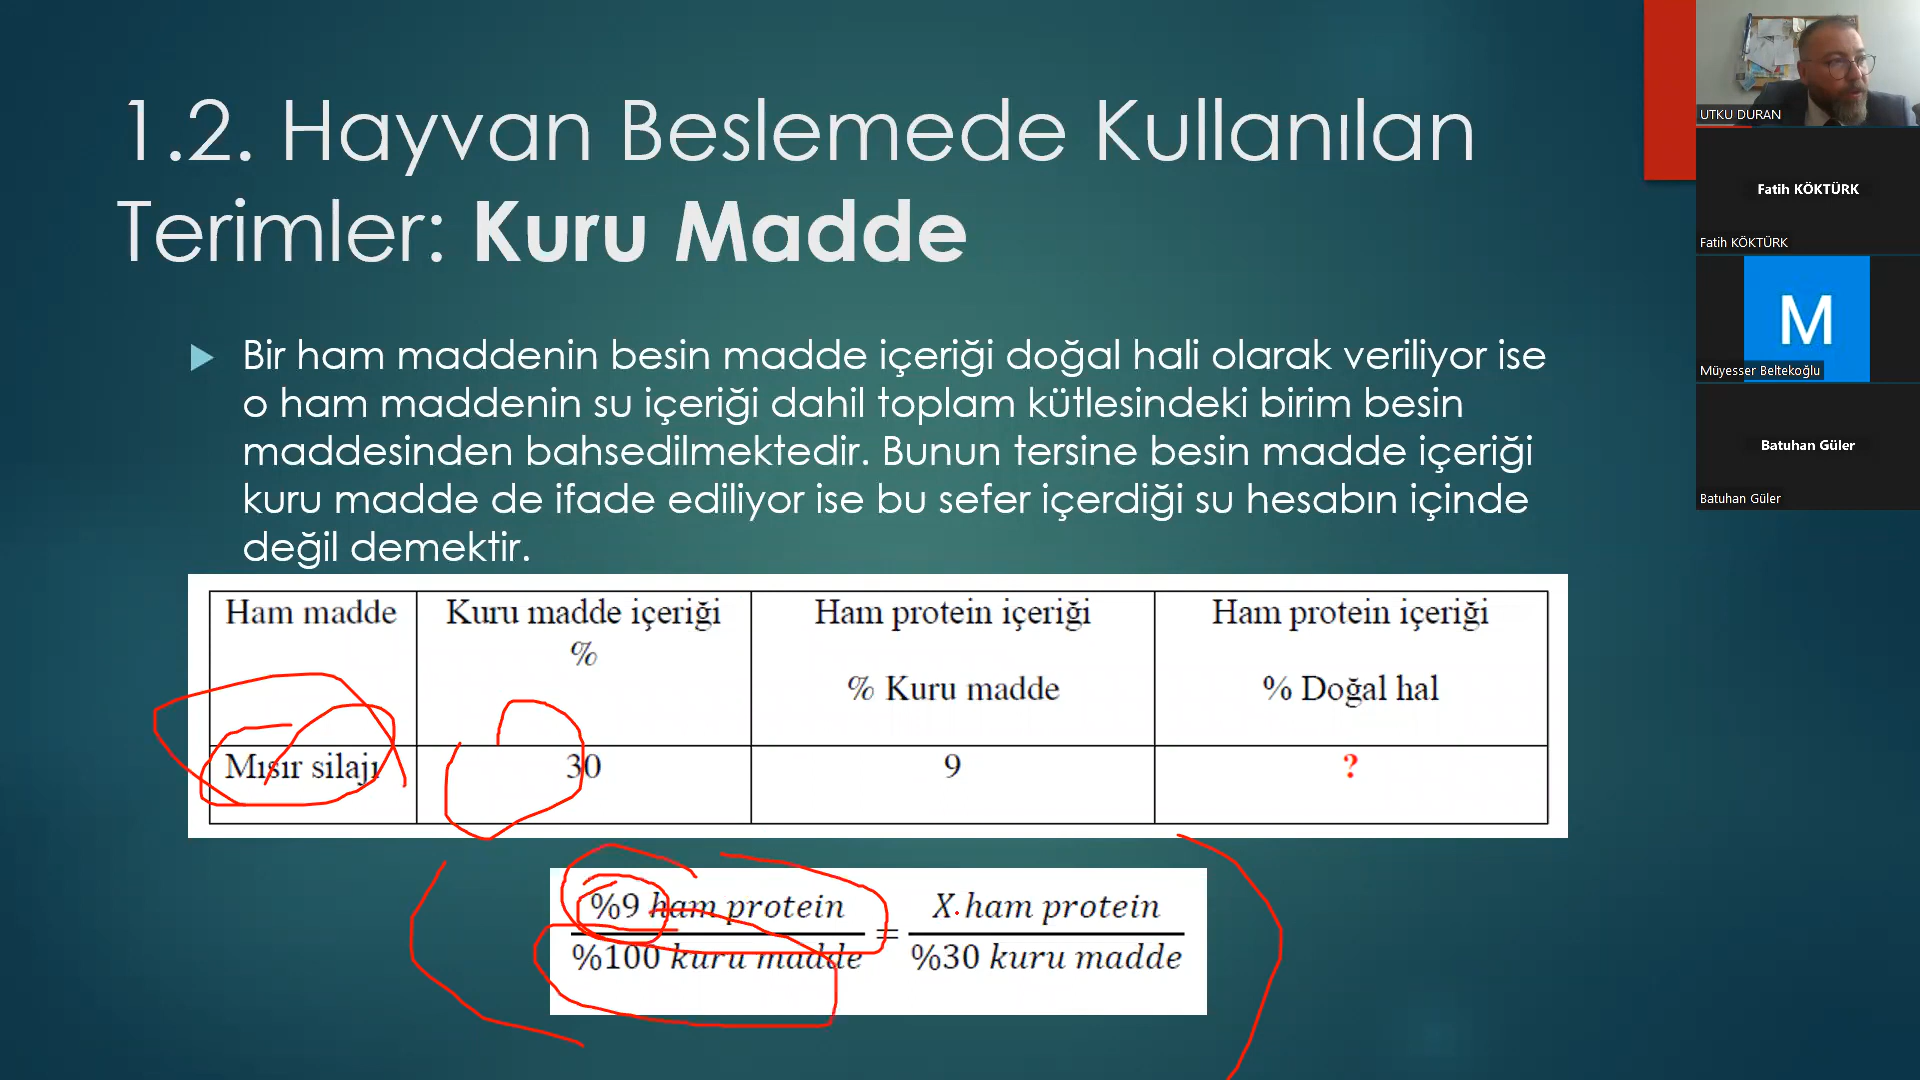 1.2. Hayvan Beslemede Kullanılan
Terimler: Kuru Madde
Bir ham maddenin besin madde içeriği doğal hali olarak veriliyor ise
o ham maddenin su içeriği dahil toplam kütlesindeki birim besin
maddesinden bahsedilmektedir. Bunun tersine besin madde içeriği
kuru madde de ifade ediliyor ise bu sefer içerdiği su hesabın içinde
değil demektir.
Ham madde
Kuru madde içeriği
%
Ham protein içeriği
% Kuru madde
Ham protein içeriği
% Doğal hal
Mısır silajı
30
9
?
%9 ham protein
%100 kuru madde
=
X ham protein
%30 kuru madde
UTKU DURAN
Fatih KÖKTÜRK
Fatih KÖKTÜRK
M
Müyesser Beltekoğlu
Batuhan Güler
Batuhan Güler